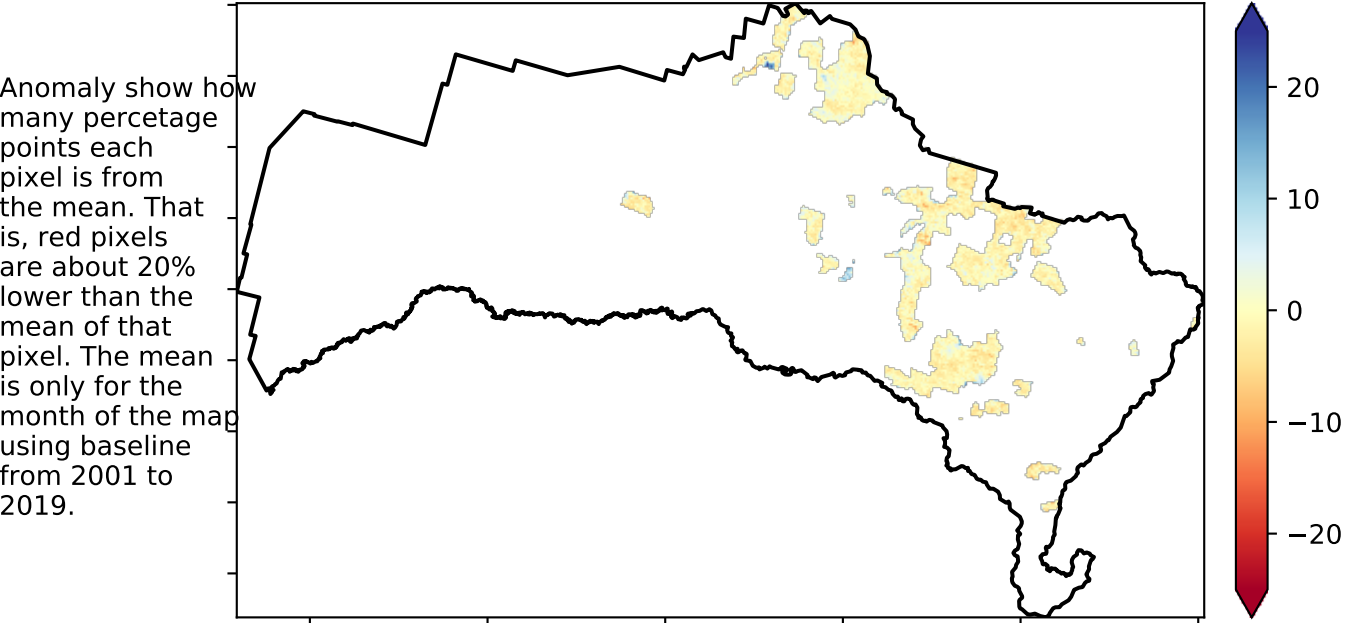 Anomaly show how
many percetage
points each
pixel is from
the mean. That
is, red pixels
are about 20%
lower than the
mean of that
pixel. The mean
is only for the
month of the map
using baseline
from 2001 to
2019.
20
10
0
−10
−20